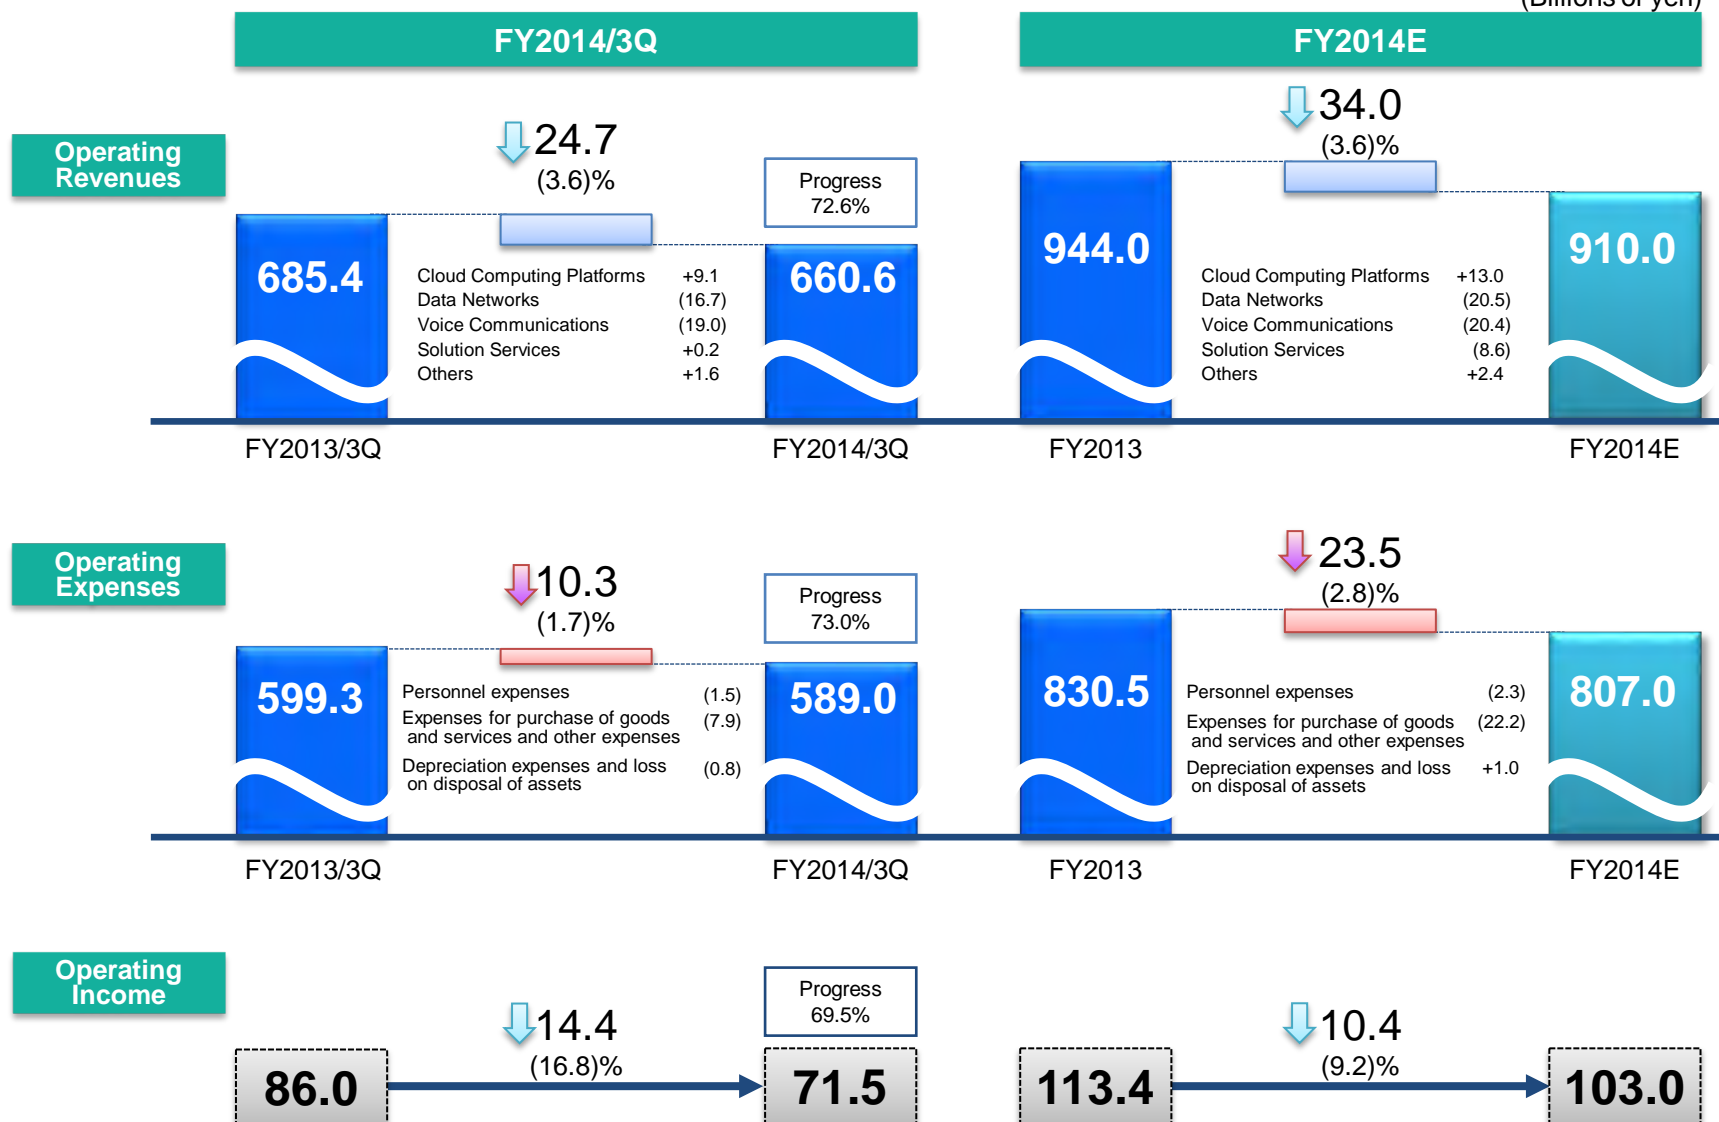 (Billions of yen)
FY2014/3Q
FY2014E
Operating
Revenues
24.7
(3.6)%
Progress
72.6%
34.0
(3.6)%
685.4
660.6
944.0
910.0
Cloud Computing Platforms +9.1
Data Networks (16.7)
Voice Communications (19.0)
Solution Services +0.2
Others +1.6
Cloud Computing Platforms +13.0
Data Networks (20.5)
Voice Communications (20.4)
Solution Services (8.6)
Others +2.4
FY2013/3Q
FY2014/3Q
FY2013
FY2014E
Operating
Expenses
10.3
(1.7)%
Progress
73.0%
23.5
(2.8)%
599.3
589.0
830.5
807.0
Personnel expenses (1.5)
Expenses for purchase of goods (7.9)
and services and other expenses
Depreciation expenses and loss (0.8)
on disposal of assets
Personnel expenses (2.3)
Expenses for purchase of goods (22.2)
and services and other expenses
Depreciation expenses and loss +1.0
on disposal of assets
FY2013/3Q
FY2014/3Q
FY2013
FY2014E
Operating
Income
14.4
(16.8)%
Progress
69.5%
10.4
(9.2)%
86.0
71.5
113.4
103.0